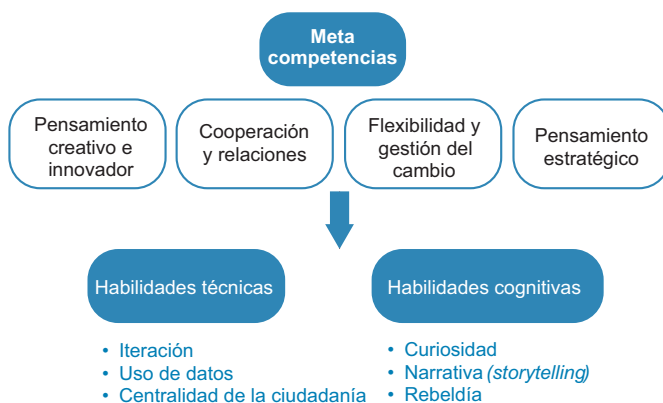 Meta
competencias
Pensamiento
creativo e
innovador
Cooperación
y relaciones
Flexibilidad y
gestión del
cambio
Pensamiento
estratégico
Habilidades técnicas
• Iteración
• Uso de datos
• Centralidad de la ciudadanía
Habilidades cognitivas
• Curiosidad
• Narrativa (storytelling)
• Rebeldía